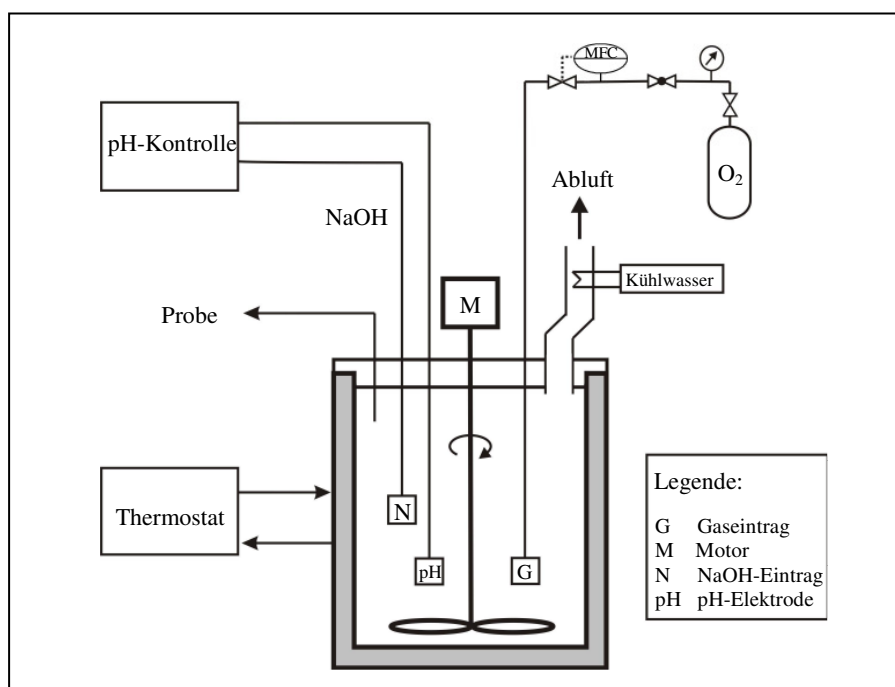 MFC
pH-Kontrolle
O₂
Abluft
NaOH
Kühlwasser
M
Probe
Legende:
Thermostat
N
pH
G
G Gaseintrag
M Motor
N NaOH-Eintrag
pH pH-Elektrode